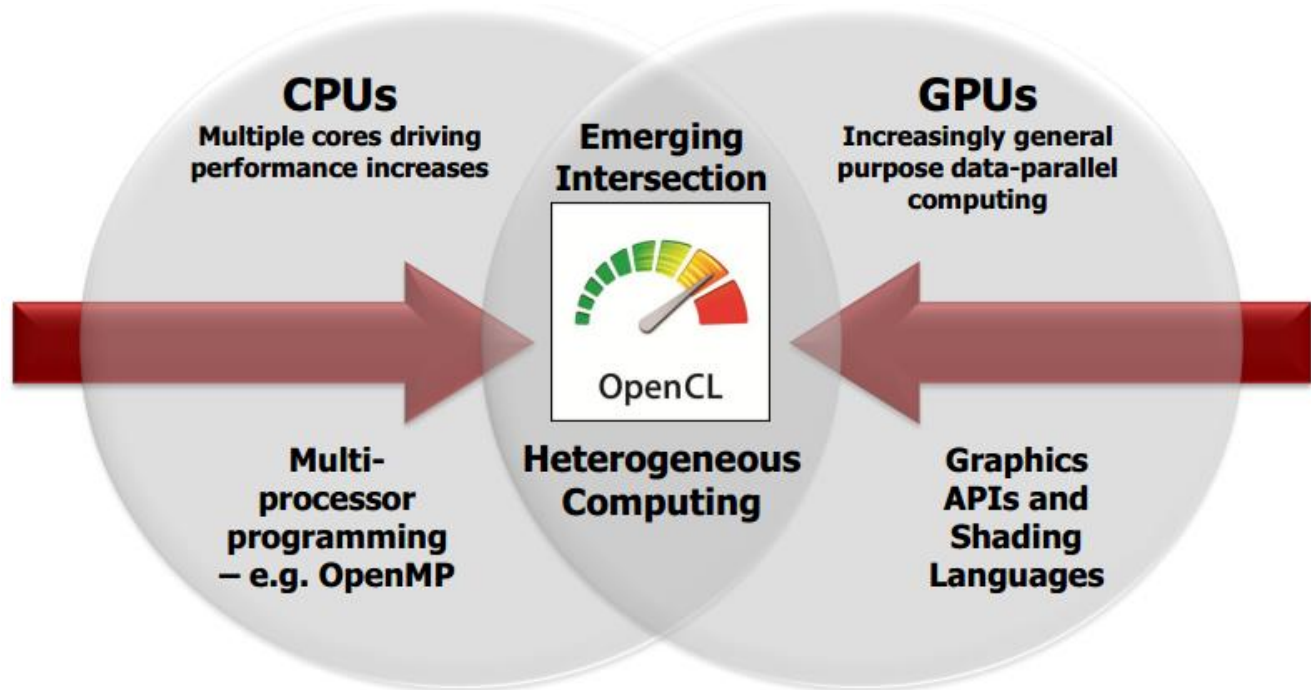 CPUs
Multiple cores driving
performance increases
Multi-
processor
programming
– e.g. OpenMP
Emerging
Intersection
OpenCL
Heterogeneous
Computing
GPUs
Increasingly general
purpose data-parallel
computing
Graphics
APIs and
Shading
Languages